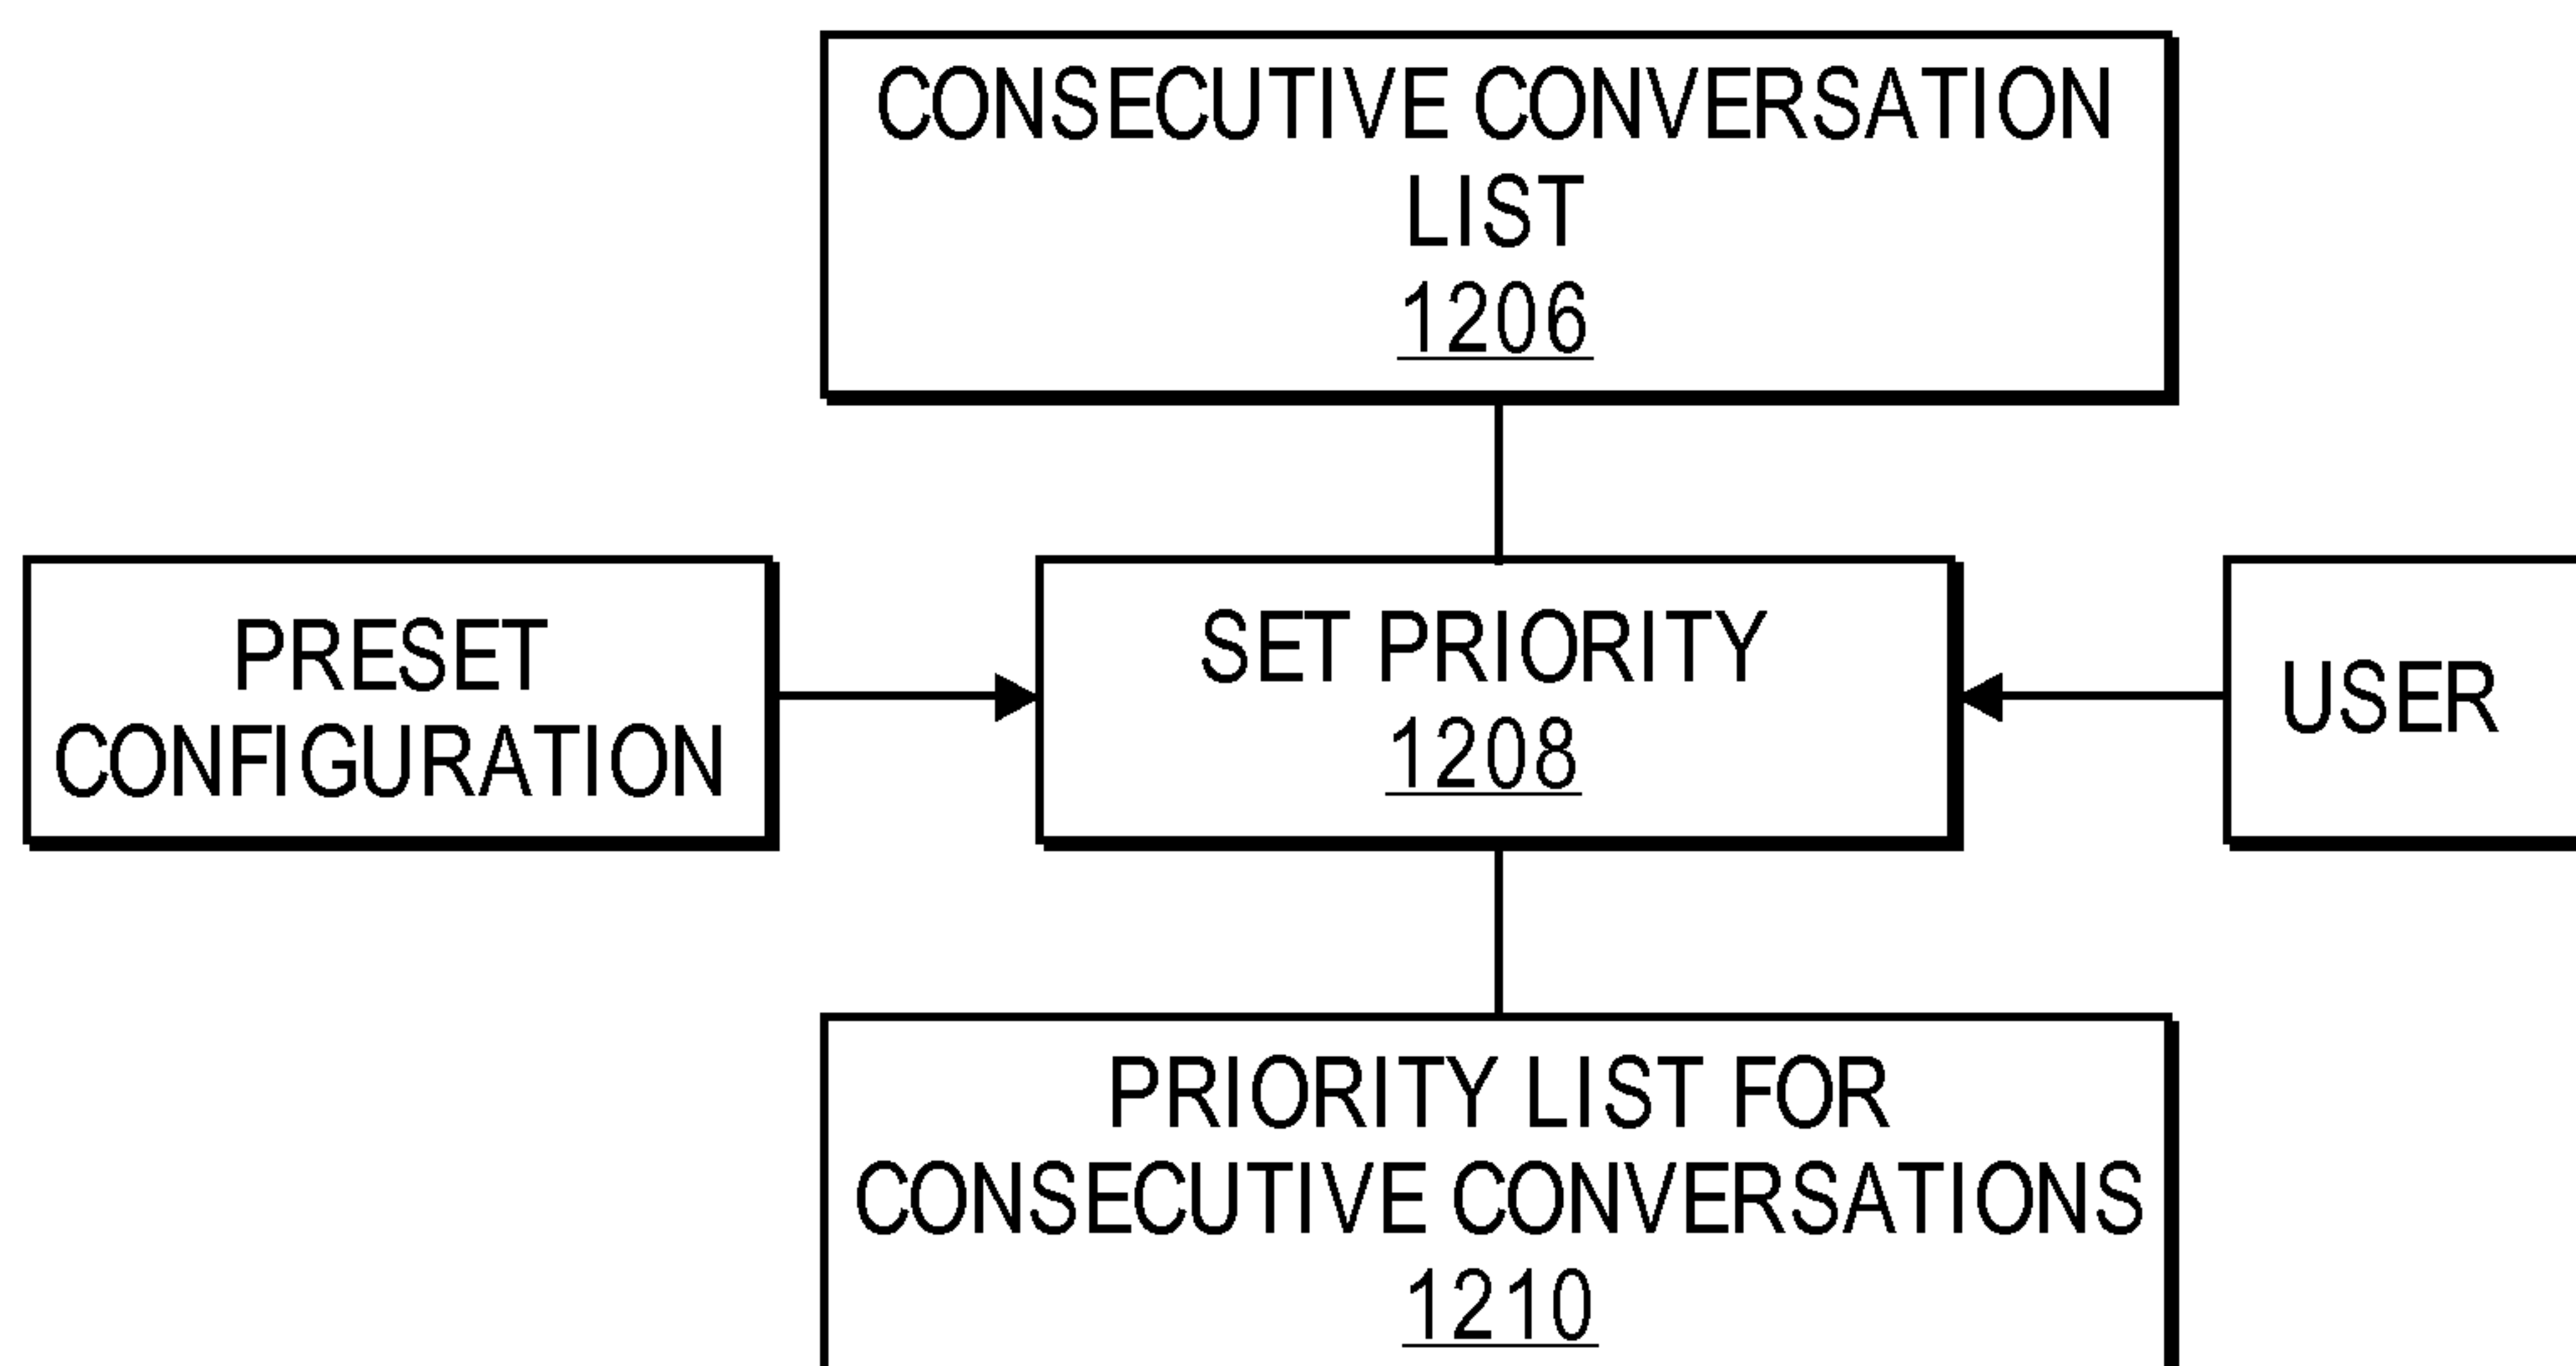 CONSECUTIVE CONVERSATION
LIST
1206
PRESET
CONFIGURATION
SET PRIORITY
1208
USER
PRIORITY LIST FOR
CONSECUTIVE CONVERSATIONS
1210